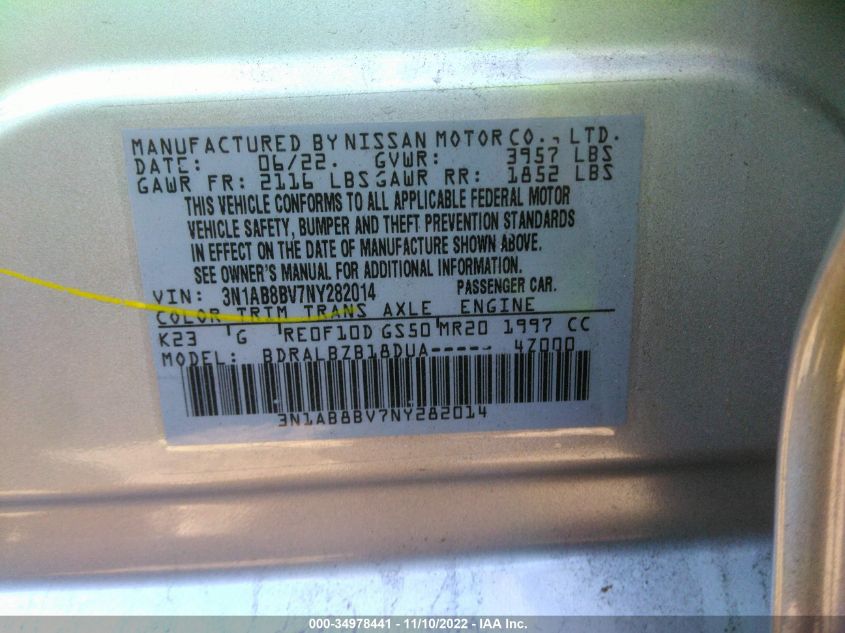 MANUFACTURED BY NISSAN MOTOR CO., LTD.
DATE: 06/22. GVWR: 3957 LBS
GAWR FR: 2116 LBS GAWR RR: 1852 LBS
THIS VEHICLE CONFORMS TO ALL APPLICABLE FEDERAL MOTOR
VEHICLE SAFETY, BUMPER AND THEFT PREVENTION STANDARDS
IN EFFECT ON THE DATE OF MANUFACTURE SHOWN ABOVE.
SEE OWNER'S MANUAL FOR ADDITIONAL INFORMATION.
VIN: 3N1AB8BV7NY282014 PASSENGER CAR.
COLOR TRIM TRANS AXLE ENGINE
K23 G RE0F10D GS50 MR20 1997 CC
MODEL: BDRALBZB18DUA----- 4Z000
3N1AB8BV7NY282014
000-34978441 - 11/10/2022 - IAA Inc.